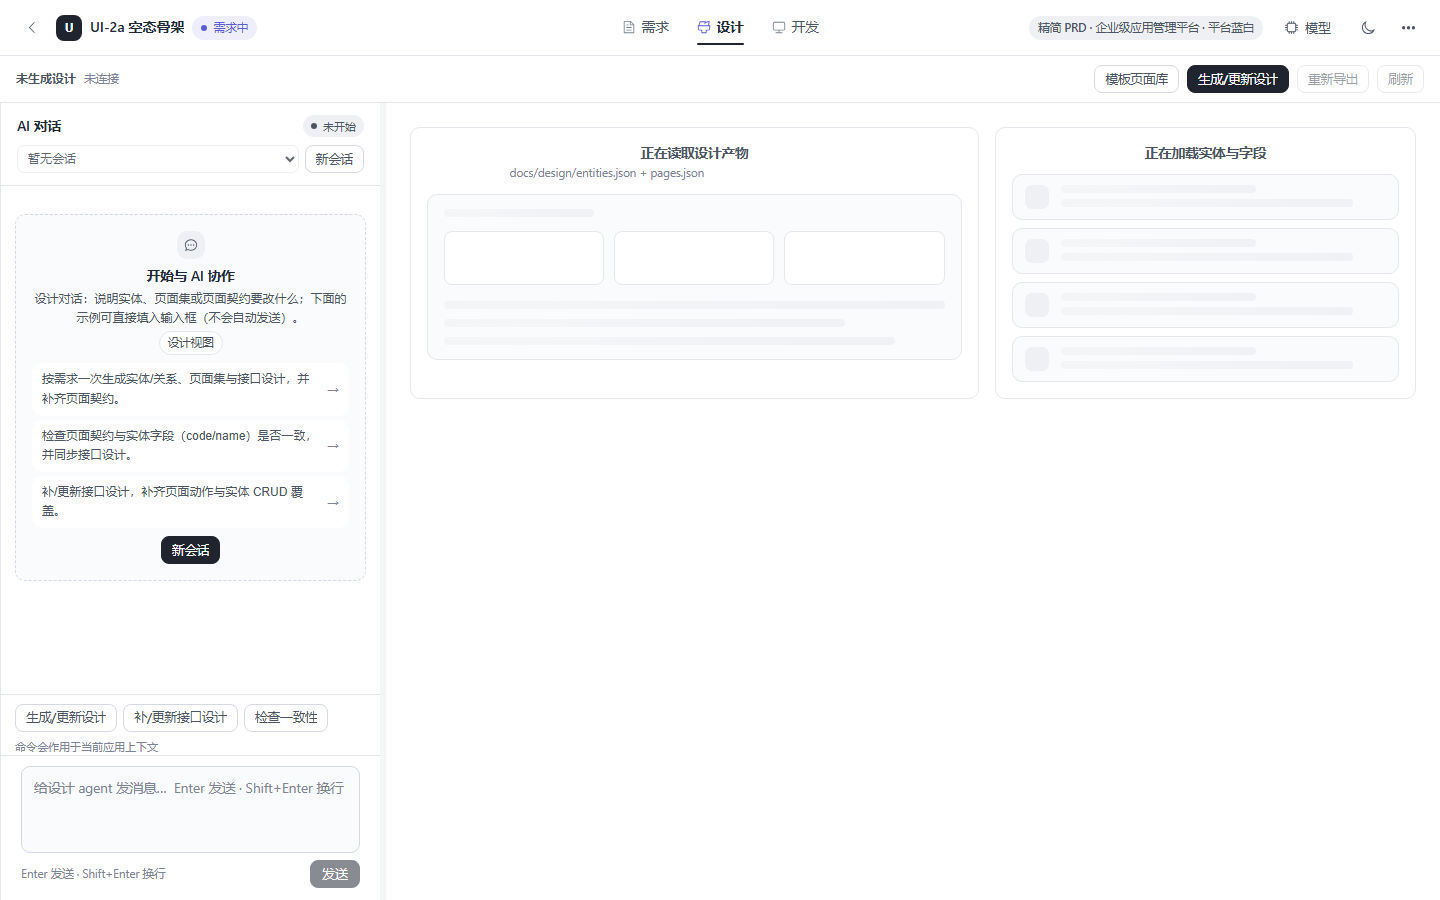 U UI-2a 空态骨架 需求中 需求 设计 开发 精简 PRD · 企业级应用管理平台 · 平台蓝白 模型
未生成设计 未连接 模板页面库 生成/更新设计 重新导出 刷新
AI 对话 未开始
暂无会话 新会话
开始与 AI 协作
设计对话：说明实体、页面集或页面契约要改什么；下面的
示例可直接填入输入框（不会自动发送）。
设计视图
按需求一次生成实体/关系、页面集与接口设计，并
补齐页面契约。
→
检查页面契约与实体字段（code/name）是否一致，
并同步接口设计。
→
补/更新接口设计，补齐页面动作与实体 CRUD 覆
盖。
→
新会话
生成/更新设计 补/更新接口设计 检查一致性
命令会作用于当前应用上下文
给设计 agent 发消息... Enter 发送 · Shift+Enter 换行
Enter 发送 · Shift+Enter 换行 发送
正在读取设计产物
docs/design/entities.json + pages.json
正在加载实体与字段